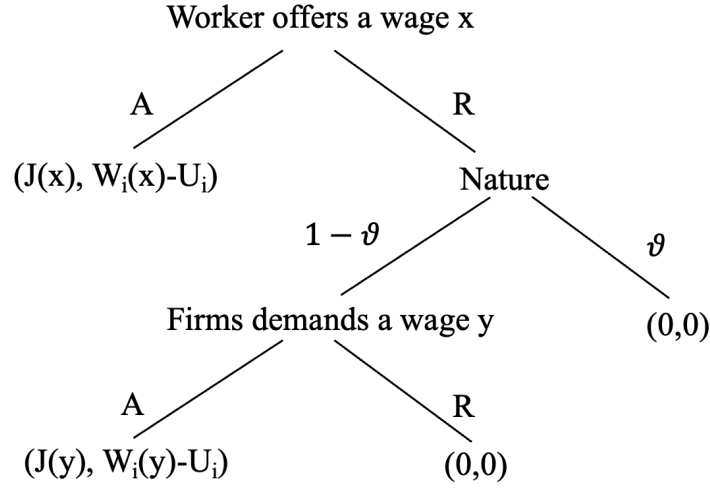 Worker offers a wage x
A
R
(J(x), Wᵢ(x)-Uᵢ)
Nature
1 − ϑ
ϑ
Firms demands a wage y
(0,0)
A
R
(J(y), Wᵢ(y)-Uᵢ)
(0,0)